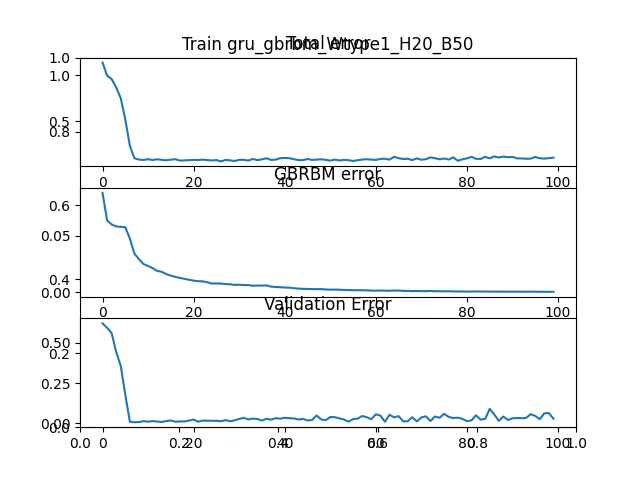 Train gru_gbrbm_Wtype1_H20_B50
Total error
1.0
1.0
0.5
0.8
0 20 40 60 80 100
GBRBM error
0.6
0.05
0.4
0.00
0 20 40 60 80 100
Validation Error
0.50
0.2
0.25
0.00
0.0
0.0 0 0.2 20 0.4 40 0.6 60 0.8 80 100 1.0